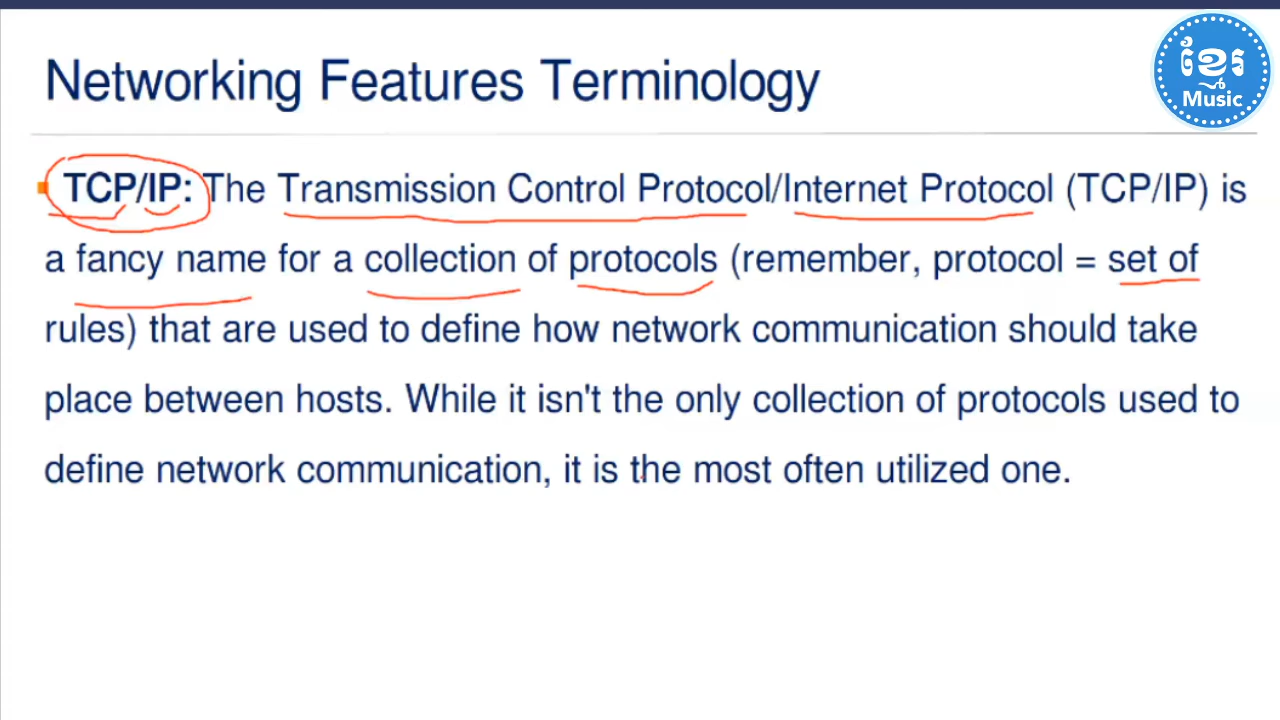 Networking Features Terminology
ខ្មែរ
Music
TCP/IP: The Transmission Control Protocol/Internet Protocol (TCP/IP) is
a fancy name for a collection of protocols (remember, protocol = set of
rules) that are used to define how network communication should take
place between hosts. While it isn't the only collection of protocols used to
define network communication, it is the most often utilized one.